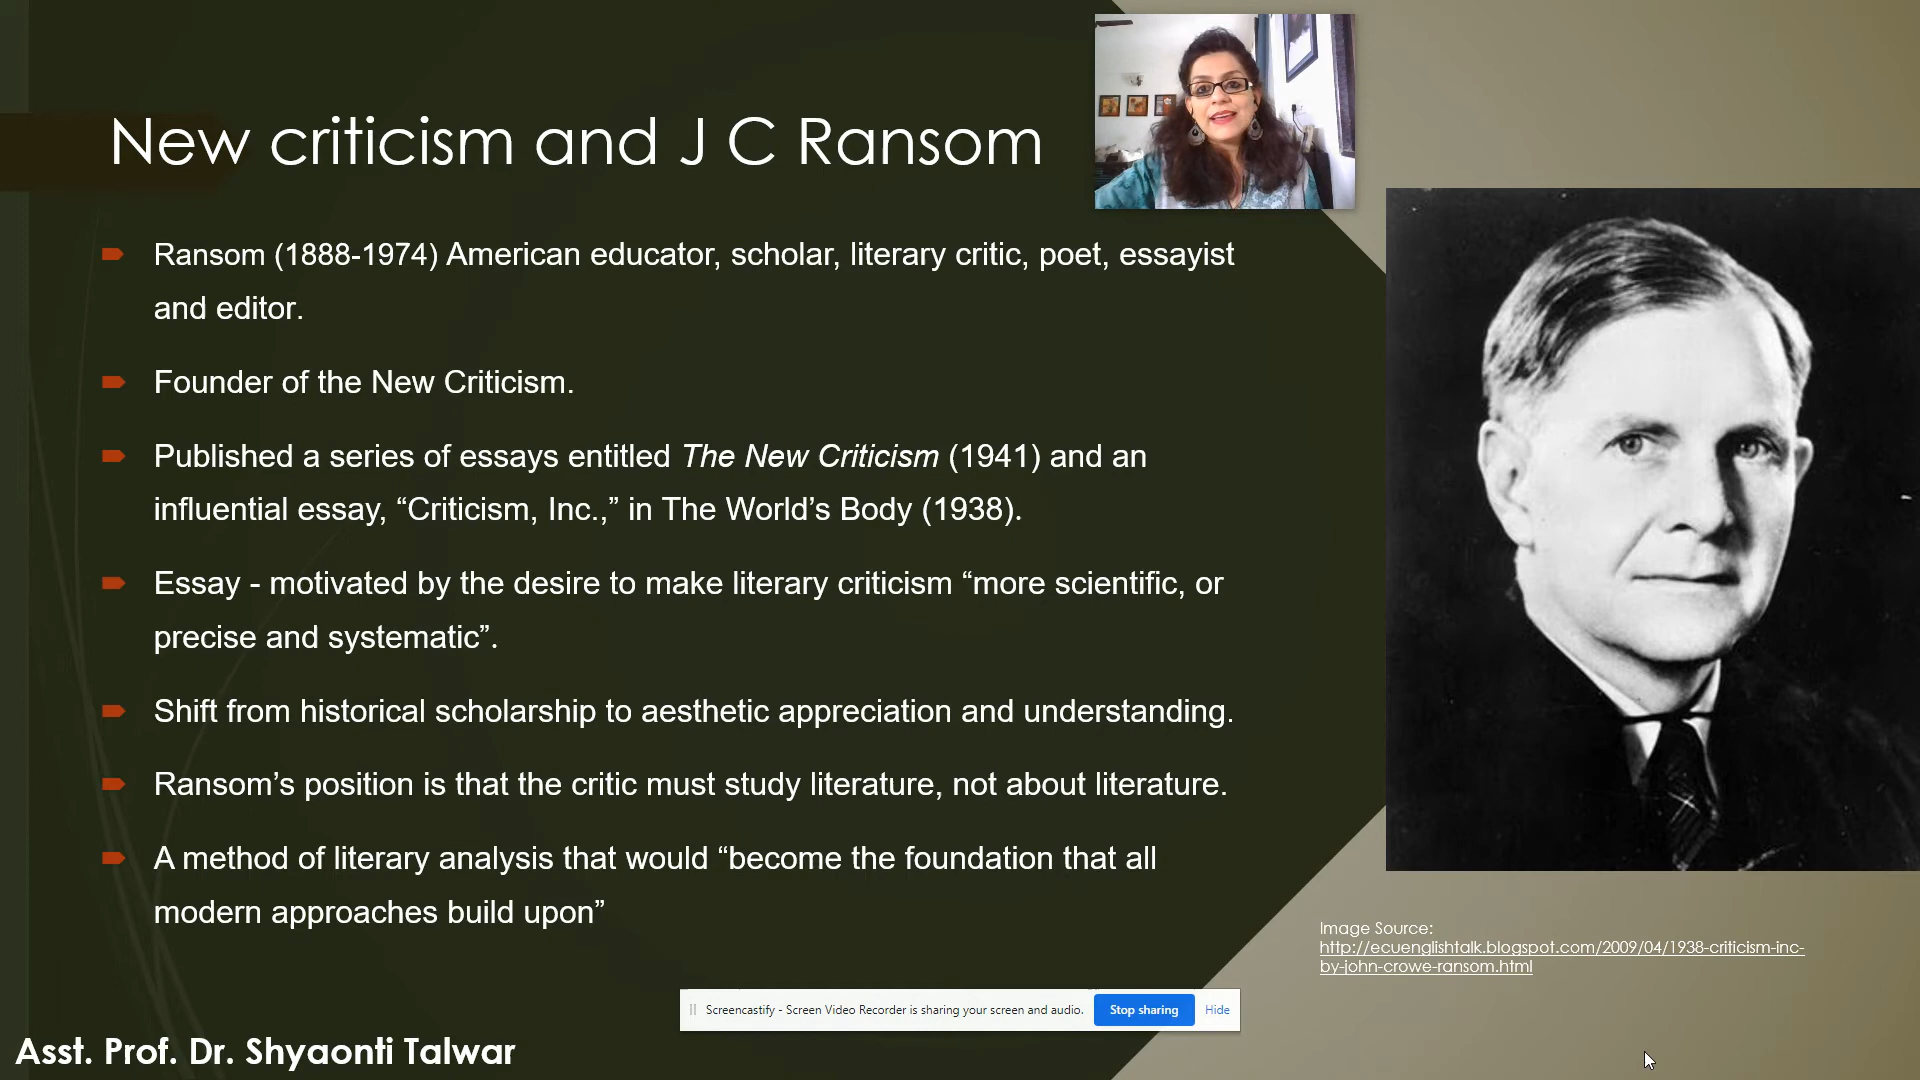 New criticism and J C Ransom
Ransom (1888-1974) American educator, scholar, literary critic, poet, essayist
and editor.
Founder of the New Criticism.
Published a series of essays entitled The New Criticism (1941) and an
influential essay, “Criticism, Inc.,” in The World’s Body (1938).
Essay - motivated by the desire to make literary criticism “more scientific, or
precise and systematic”.
Shift from historical scholarship to aesthetic appreciation and understanding.
Ransom’s position is that the critic must study literature, not about literature.
A method of literary analysis that would “become the foundation that all
modern approaches build upon”
Image Source:
http://ecuenglishtalk.blogspot.com/2009/04/1938-criticism-inc-
by-john-crowe-ransom.html
Screencastify - Screen Video Recorder is sharing your screen and audio. Stop sharing Hide
Asst. Prof. Dr. Shyaonti Talwar